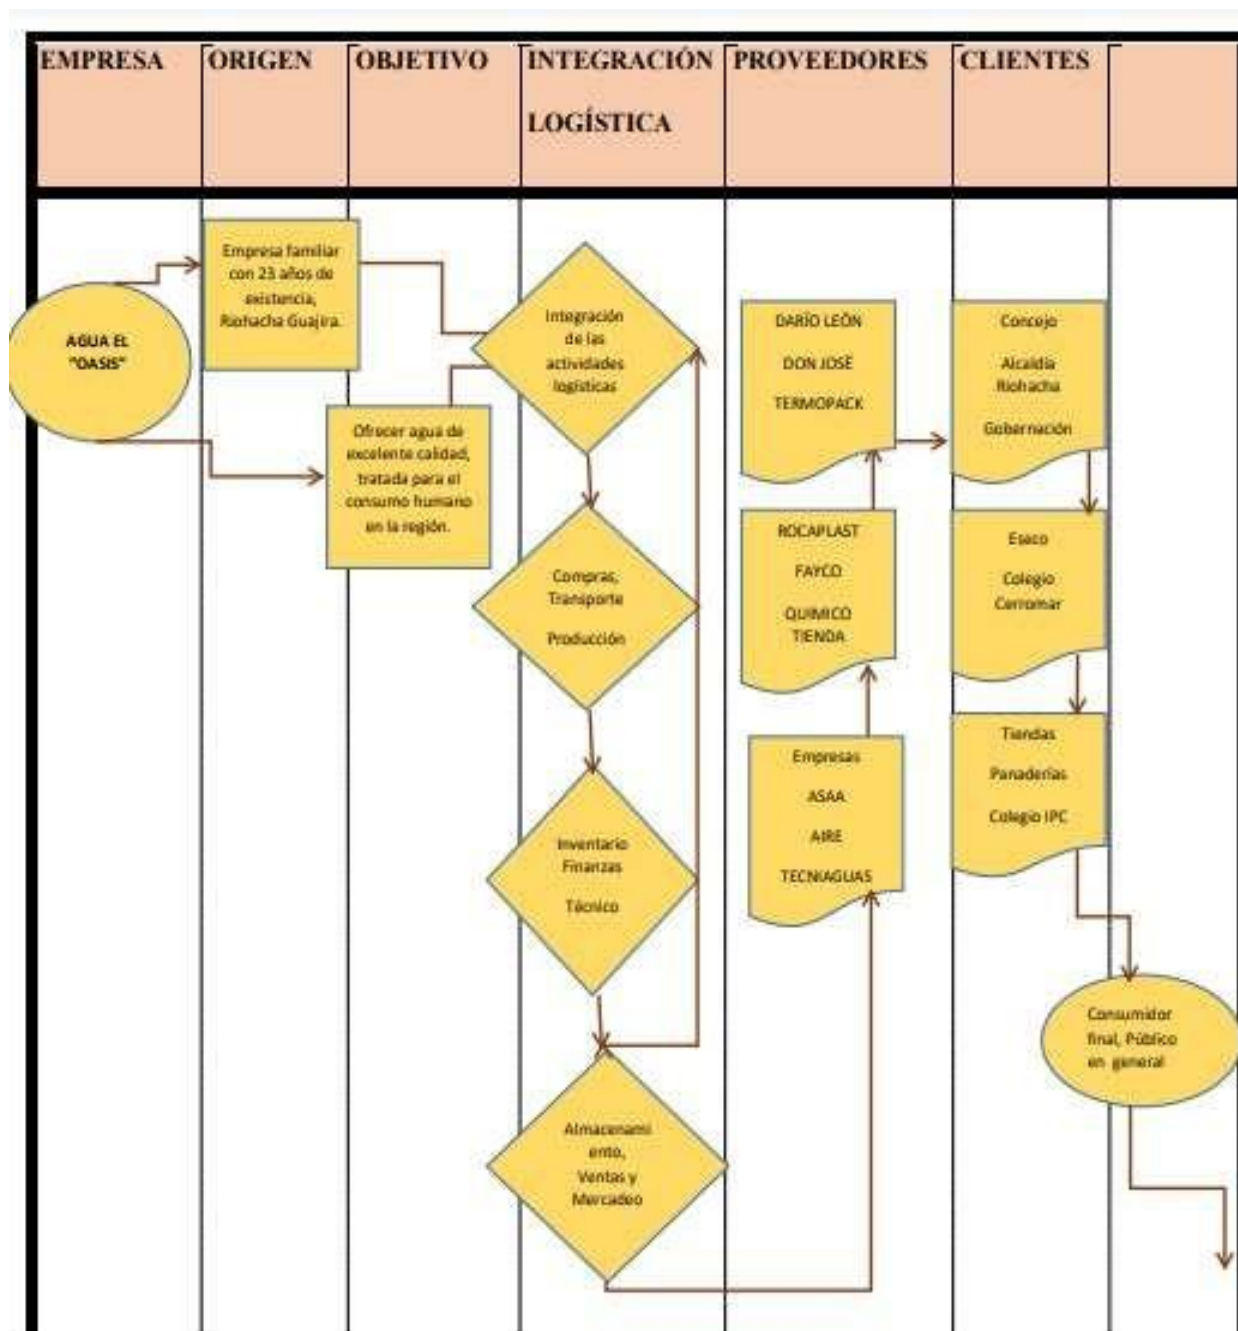 EMPRESA
ORIGEN
OBJETIVO
INTEGRACIÓN
LOGÍSTICA
PROVEEDORES
CLIENTES
AGUA EL
"OASIS"
Empresa familiar
con 23 años de
existencia,
Riohacha Guajira.
Ofrecer agua de
excelente calidad,
tratada para el
consumo humano
en la región.
Integración
de las
actividades
logísticas
Compras,
Transporte
Producción
Inventario
Finanzas
Técnico
Almacenami
ento,
Ventas y
Mercadeo
DARÍO LEÓN
DON JOSÉ
TERMOPACK
ROCAPLAST
FAYCO
QUIMICO
TIENDA
Empresas
ASAA
AIRE
TECNIAGUAS
Concejo
Alcaldía
Riohacha
Gobernación
Eseco
Colegio
Cerromar
Tiendas
Panaderías
Colegio IPC
Consumidor
final, Público
en general